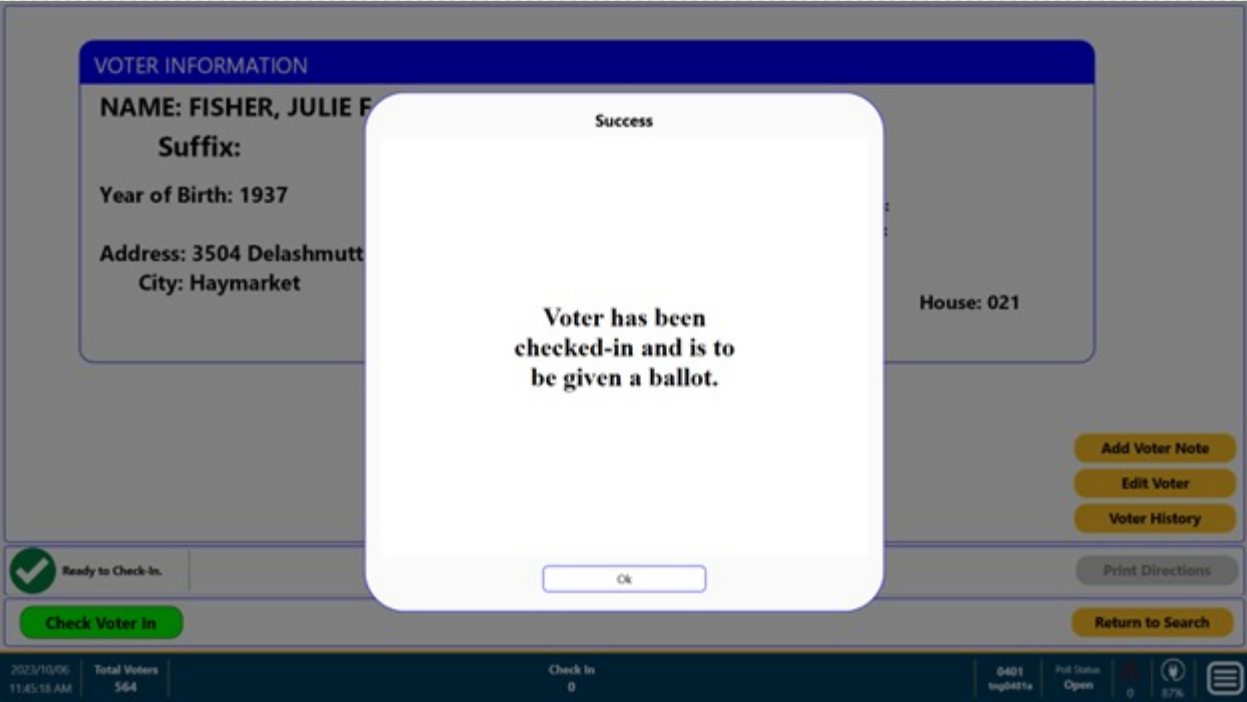 VOTER INFORMATION
NAME: FISHER, JULIE F
Suffix:
Year of Birth: 1937
Address: 3504 Delashmutt
City: Haymarket
House: 021
Success
Voter has been
checked-in and is to
be given a ballot.
Ok
Add Voter Note
Edit Voter
Voter History
Ready to Check-In.
Print Directions
Check Voter In
Return to Search
2023/10/06
11:45:18 AM
Total Voters
564
Check In
0
0401
tng0401a
Poll Status
Open
0
87%